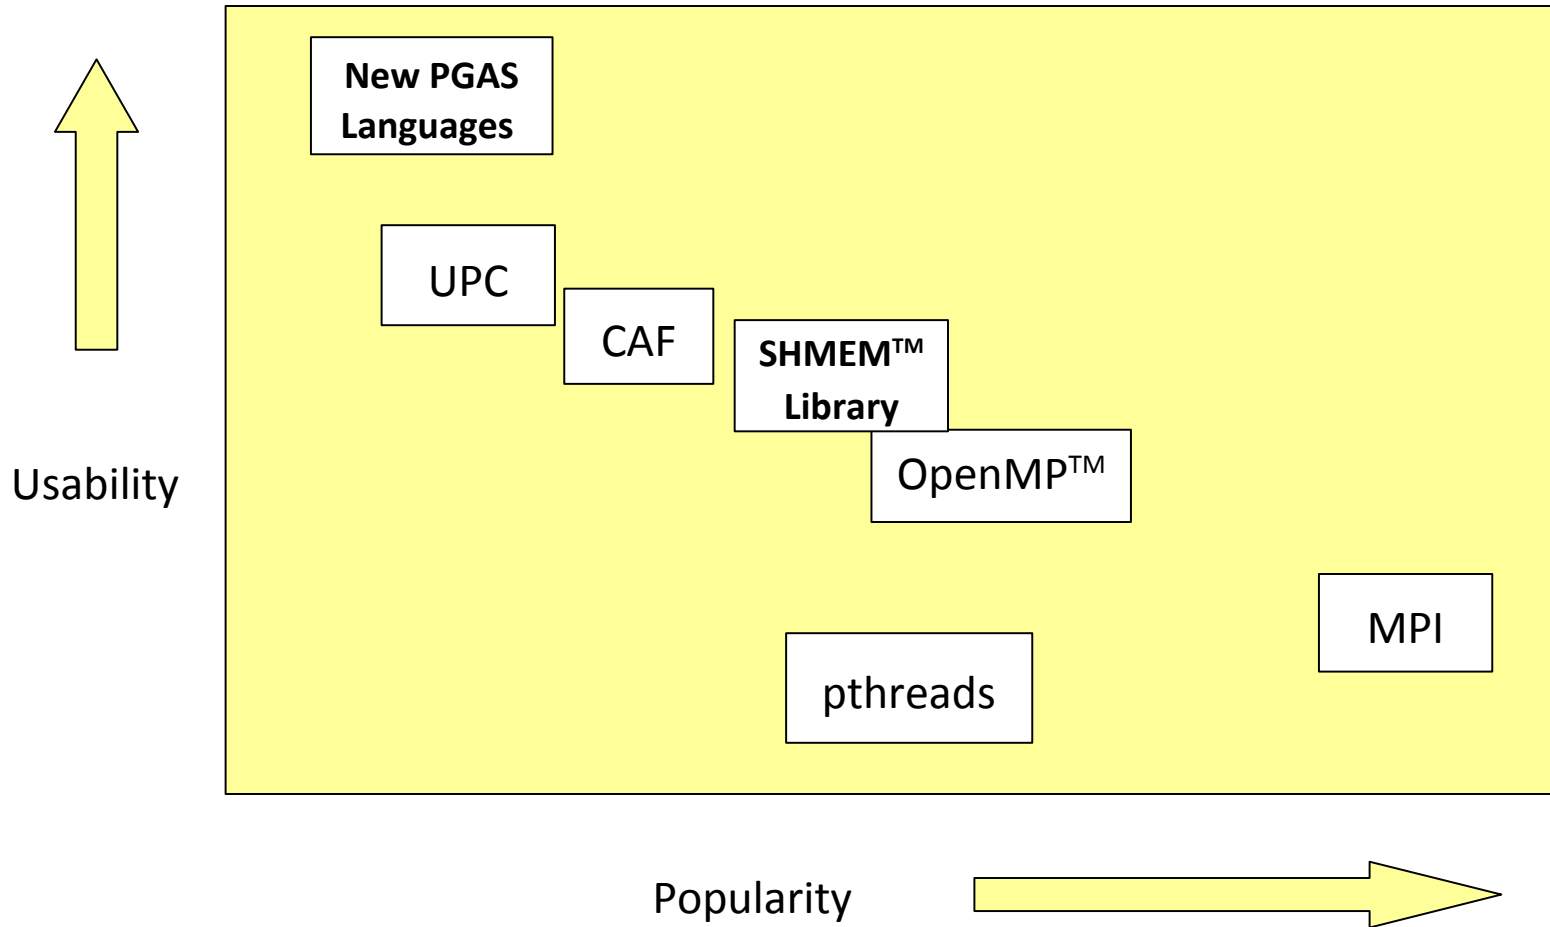 New PGAS
Languages
UPC
CAF
SHMEM™
Library
OpenMP™
Usability
MPI
pthreads
Popularity